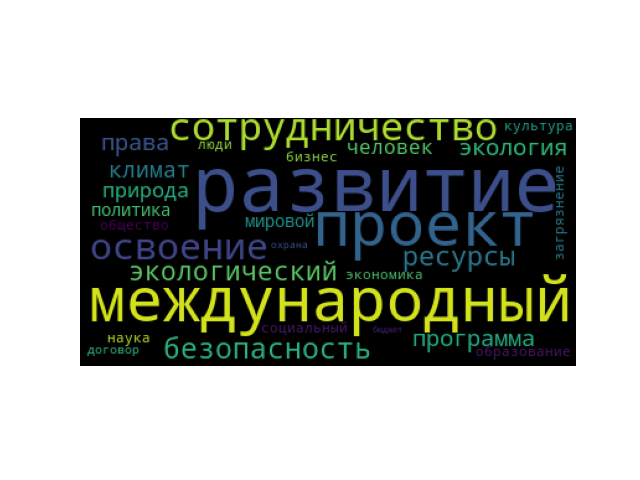 сотрудничество
культура
права
люди
человек
экология
бизнес
климат
развитие
загрязнение
природа
политика
мировой
проект
общество
освоение
охрана
ресурсы
экологический
экономика
международный
социальный
бюджет
наука
программа
договор
безопасность
образование